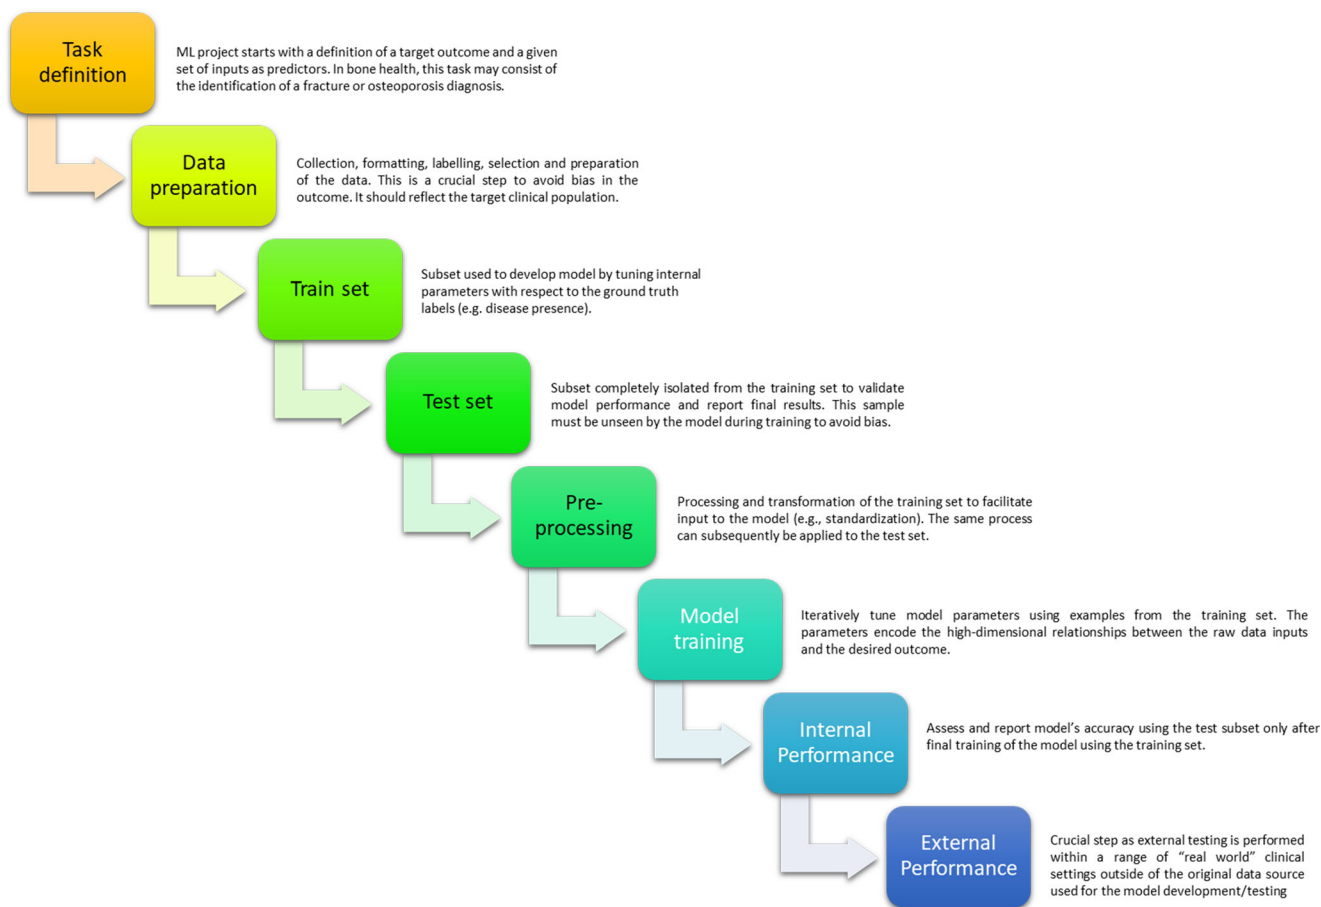 Task
definition
ML project starts with a definition of a target outcome and a given
set of inputs as predictors. In bone health, this task may consist of
the identification of a fracture or osteoporosis diagnosis.
Data
preparation
Collection, formatting, labelling, selection and preparation
of the data. This is a crucial step to avoid bias in the
outcome. It should reflect the target clinical population.
Train set
Subset used to develop model by tuning internal
parameters with respect to the ground truth
labels (e.g. disease presence).
Test set
Subset completely isolated from the training set to validate
model performance and report final results. This sample
must be unseen by the model during training to avoid bias.
Pre-
processing
Processing and transformation of the training set to facilitate
input to the model (e.g., standardization). The same process
can subsequently be applied to the test set.
Model
training
Iteratively tune model parameters using examples from the training set. The
parameters encode the high-dimensional relationships between the raw data inputs
and the desired outcome.
Internal
Performance
Assess and report model's accuracy using the test subset only after
final training of the model using the training set.
External
Performance
Crucial step as external testing is performed
within a range of “real world” clinical
settings outside of the original data source
used for the model development/testing